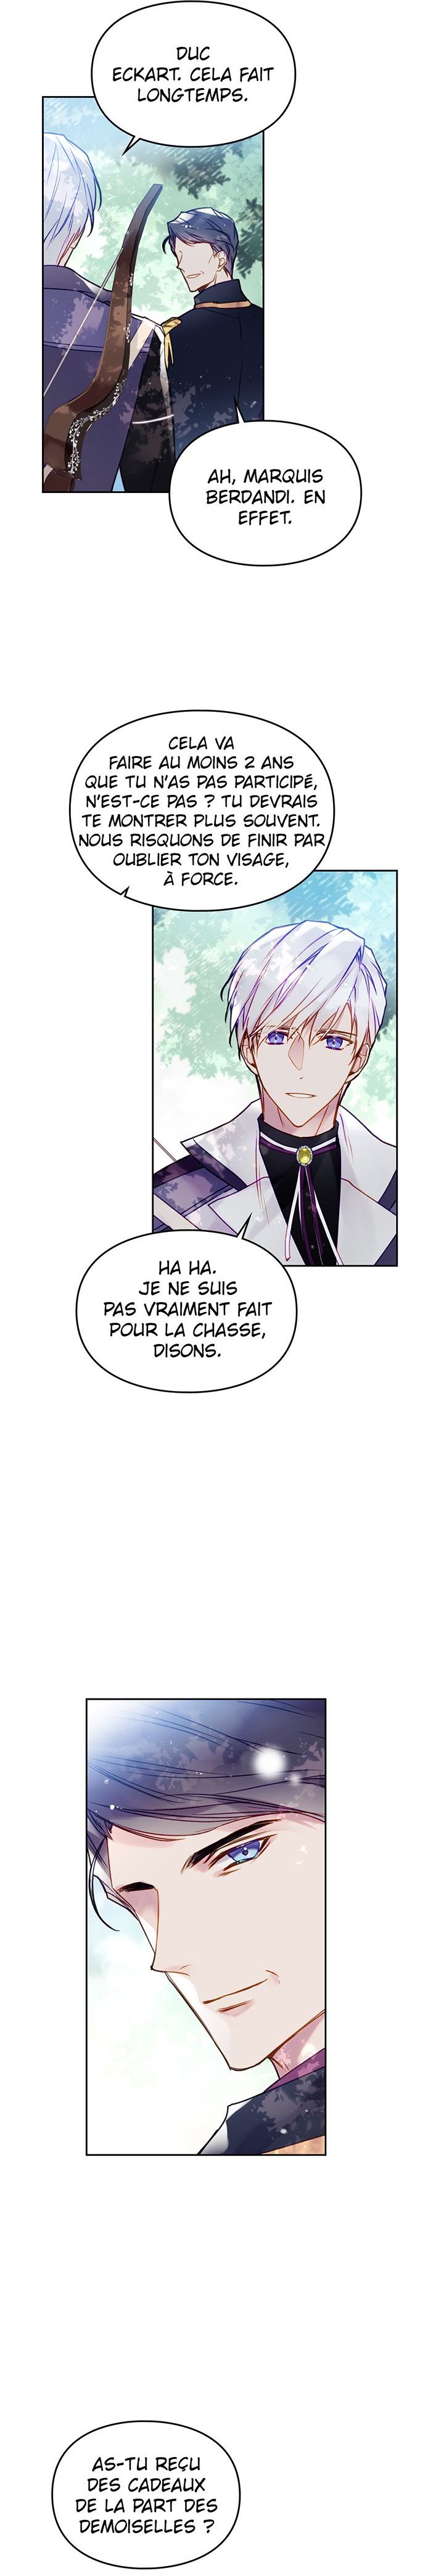 DUC
ECKART. CELA FAIT
LONGTEMPS.
AH, MARQUIS
BERDANDI. EN
EFFET.
CELA VA
FAIRE AU MOINS 2 ANS
QUE TU N'AS PAS PARTICIPÉ,
N'EST-CE PAS ? TU DEVRAIS
TE MONTRER PLUS SOUVENT.
NOUS RISQUONS DE FINIR PAR
OUBLIER TON VISAGE,
À FORCE.
HA HA.
JE NE SUIS
PAS VRAIMENT FAIT
POUR LA CHASSE,
DISONS.
AS-TU REÇU
DES CADEAUX
DE LA PART DES
DEMOISELLES ?